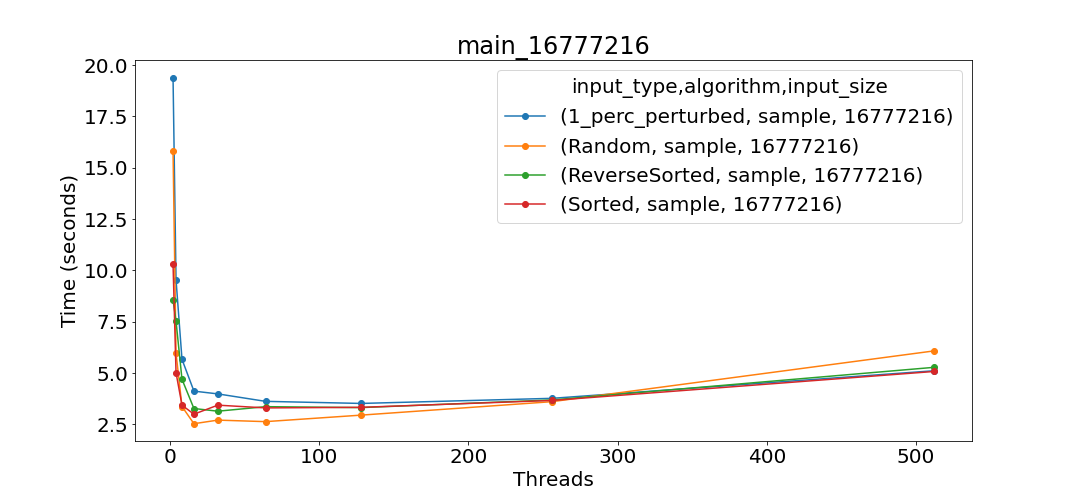 main_16777216
input_type,algorithm,input_size
(1_perc_perturbed, sample, 16777216)
(Random, sample, 16777216)
(ReverseSorted, sample, 16777216)
(Sorted, sample, 16777216)
Time (seconds)
20.0
17.5
15.0
12.5
10.0
7.5
5.0
2.5
0 100 200 300 400 500
Threads